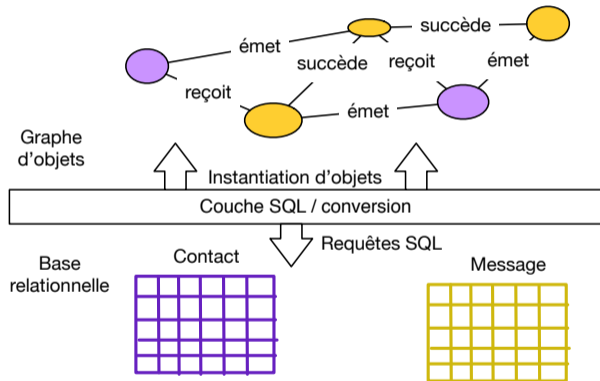 succède
émet
succède
reçoit
émet
reçoit
émet
Graphe
d'objets
Instantiation d'objets
Couche SQL / conversion
Requêtes SQL
Base
relationnelle
Contact
Message